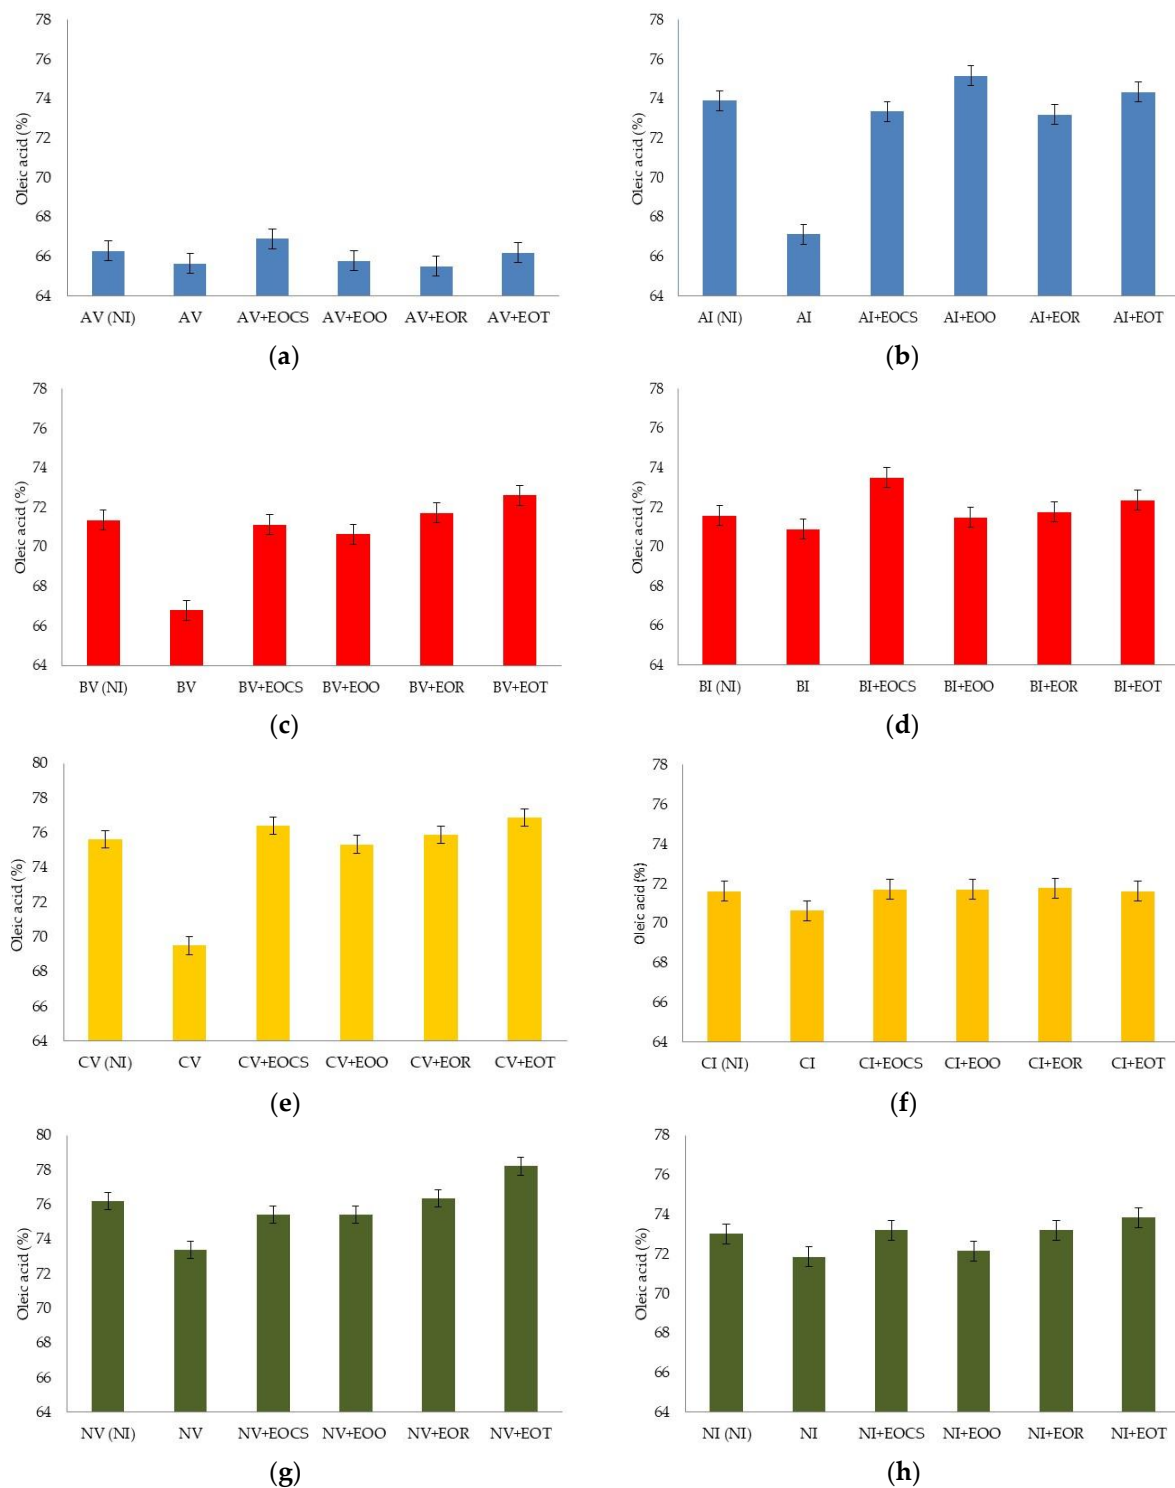 78
76
74
72
70
68
66
64
Oleic acid (%)
AV (NI) AV AV+EOCS AV+EOO AV+EOR AV+EOT
(a)
78
76
74
72
70
68
66
64
Oleic acid (%)
AI (NI) AI AI+EOCS AI+EOO AI+EOR AI+EOT
(b)
78
76
74
72
70
68
66
64
Oleic acid (%)
BV (NI) BV BV+EOCS BV+EOO BV+EOR BV+EOT
(c)
78
76
74
72
70
68
66
64
Oleic acid (%)
BI (NI) BI BI+EOCS BI+EOO BI+EOR BI+EOT
(d)
80
78
76
74
72
70
68
66
64
Oleic acid (%)
CV (NI) CV CV+EOCS CV+EOO CV+EOR CV+EOT
(e)
78
76
74
72
70
68
66
64
Oleic acid (%)
CI (NI) CI CI+EOCS CI+EOO CI+EOR CI+EOT
(f)
80
78
76
74
72
70
68
66
64
Oleic acid (%)
NV (NI) NV NV+EOCS NV+EOO NV+EOR NV+EOT
(g)
78
76
74
72
70
68
66
64
Oleic acid (%)
NI (NI) NI NI+EOCS NI+EOO NI+EOR NI+EOT
(h)